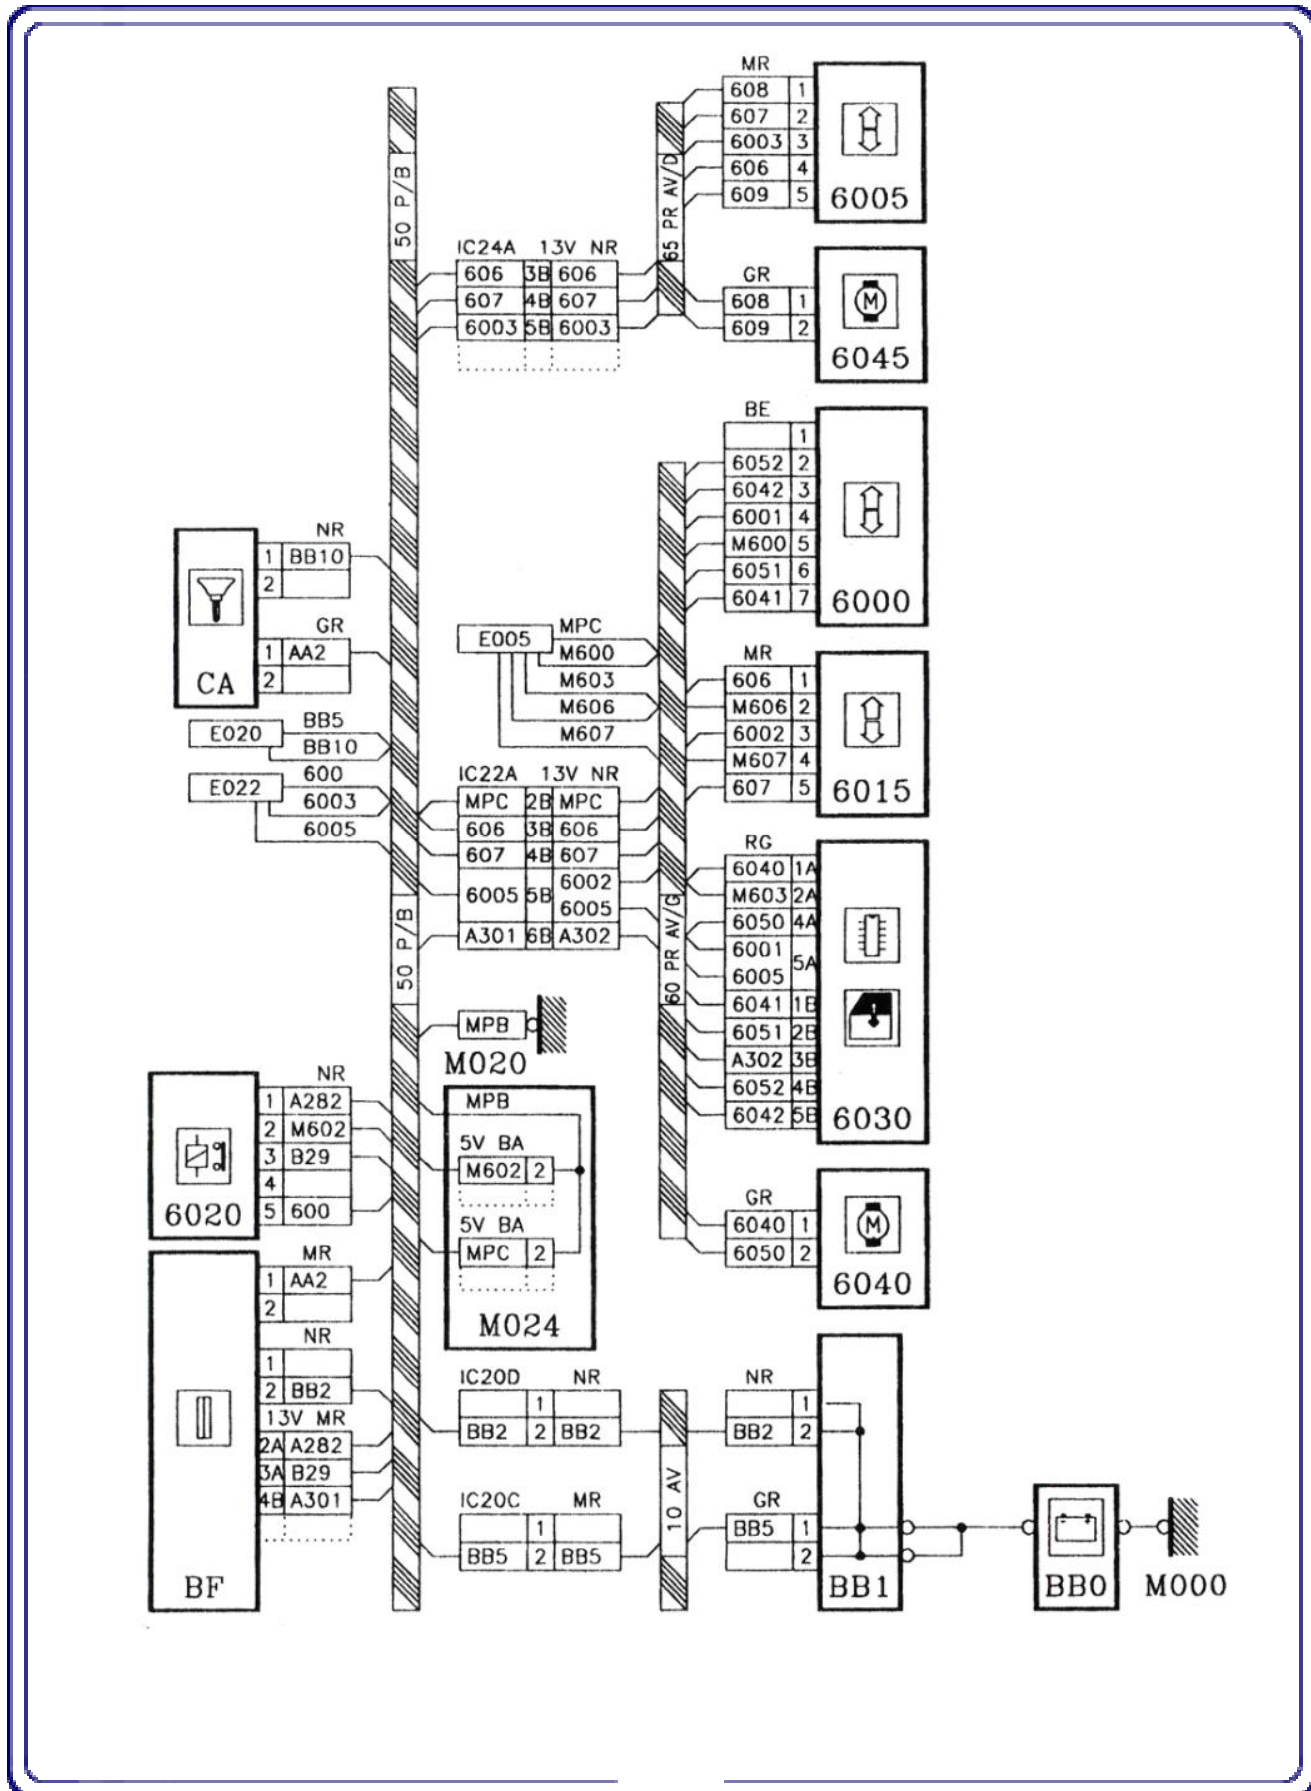 MR
608 1
607 2
6003 3
606 4
609 5
6005
50 P/B
65 PR AV/D
IC24A 13V NR
606 3B 606
607 4B 607
6003 5B 6003
GR
608 1
609 2
M
6045
BE
1
6052 2
6042 3
6001 4
M600 5
6051 6
6041 7
6000
NR
1 BB10
2
GR
1 AA2
2
CA
E005
MPC
M600
M603
M606
M607
MR
606 1
M606 2
6002 3
M607 4
607 5
6015
E020
BB5
BB10
E022
600
6003
6005
IC22A 13V NR
MPC 2B MPC
606 3B 606
607 4B 607
6005 5B 6002
6005
A301 6B A302
50 P/B
60 PR AV/G
RG
6040 1A
M603 2A
6050 4A
6001
5A
6005
6041 1B
6051 2B
A302 3B
6052 4B
6042 5B
6030
MPB
M020
NR
1 A282
2 M602
3 B29
4
5 600
6020
MPB
5V BA
M602 2
5V BA
MPC 2
M024
GR
6040 1
6050 2
M
6040
MR
1 AA2
2
NR
1
2 BB2
13V MR
2A A282
3A B29
4B A301
BF
IC20D NR
1
BB2 2 BB2
IC20C MR
1
BB5 2 BB5
10 AV
NR
1
BB2 2
GR
BB5 1
2
BB1
BB0
M000